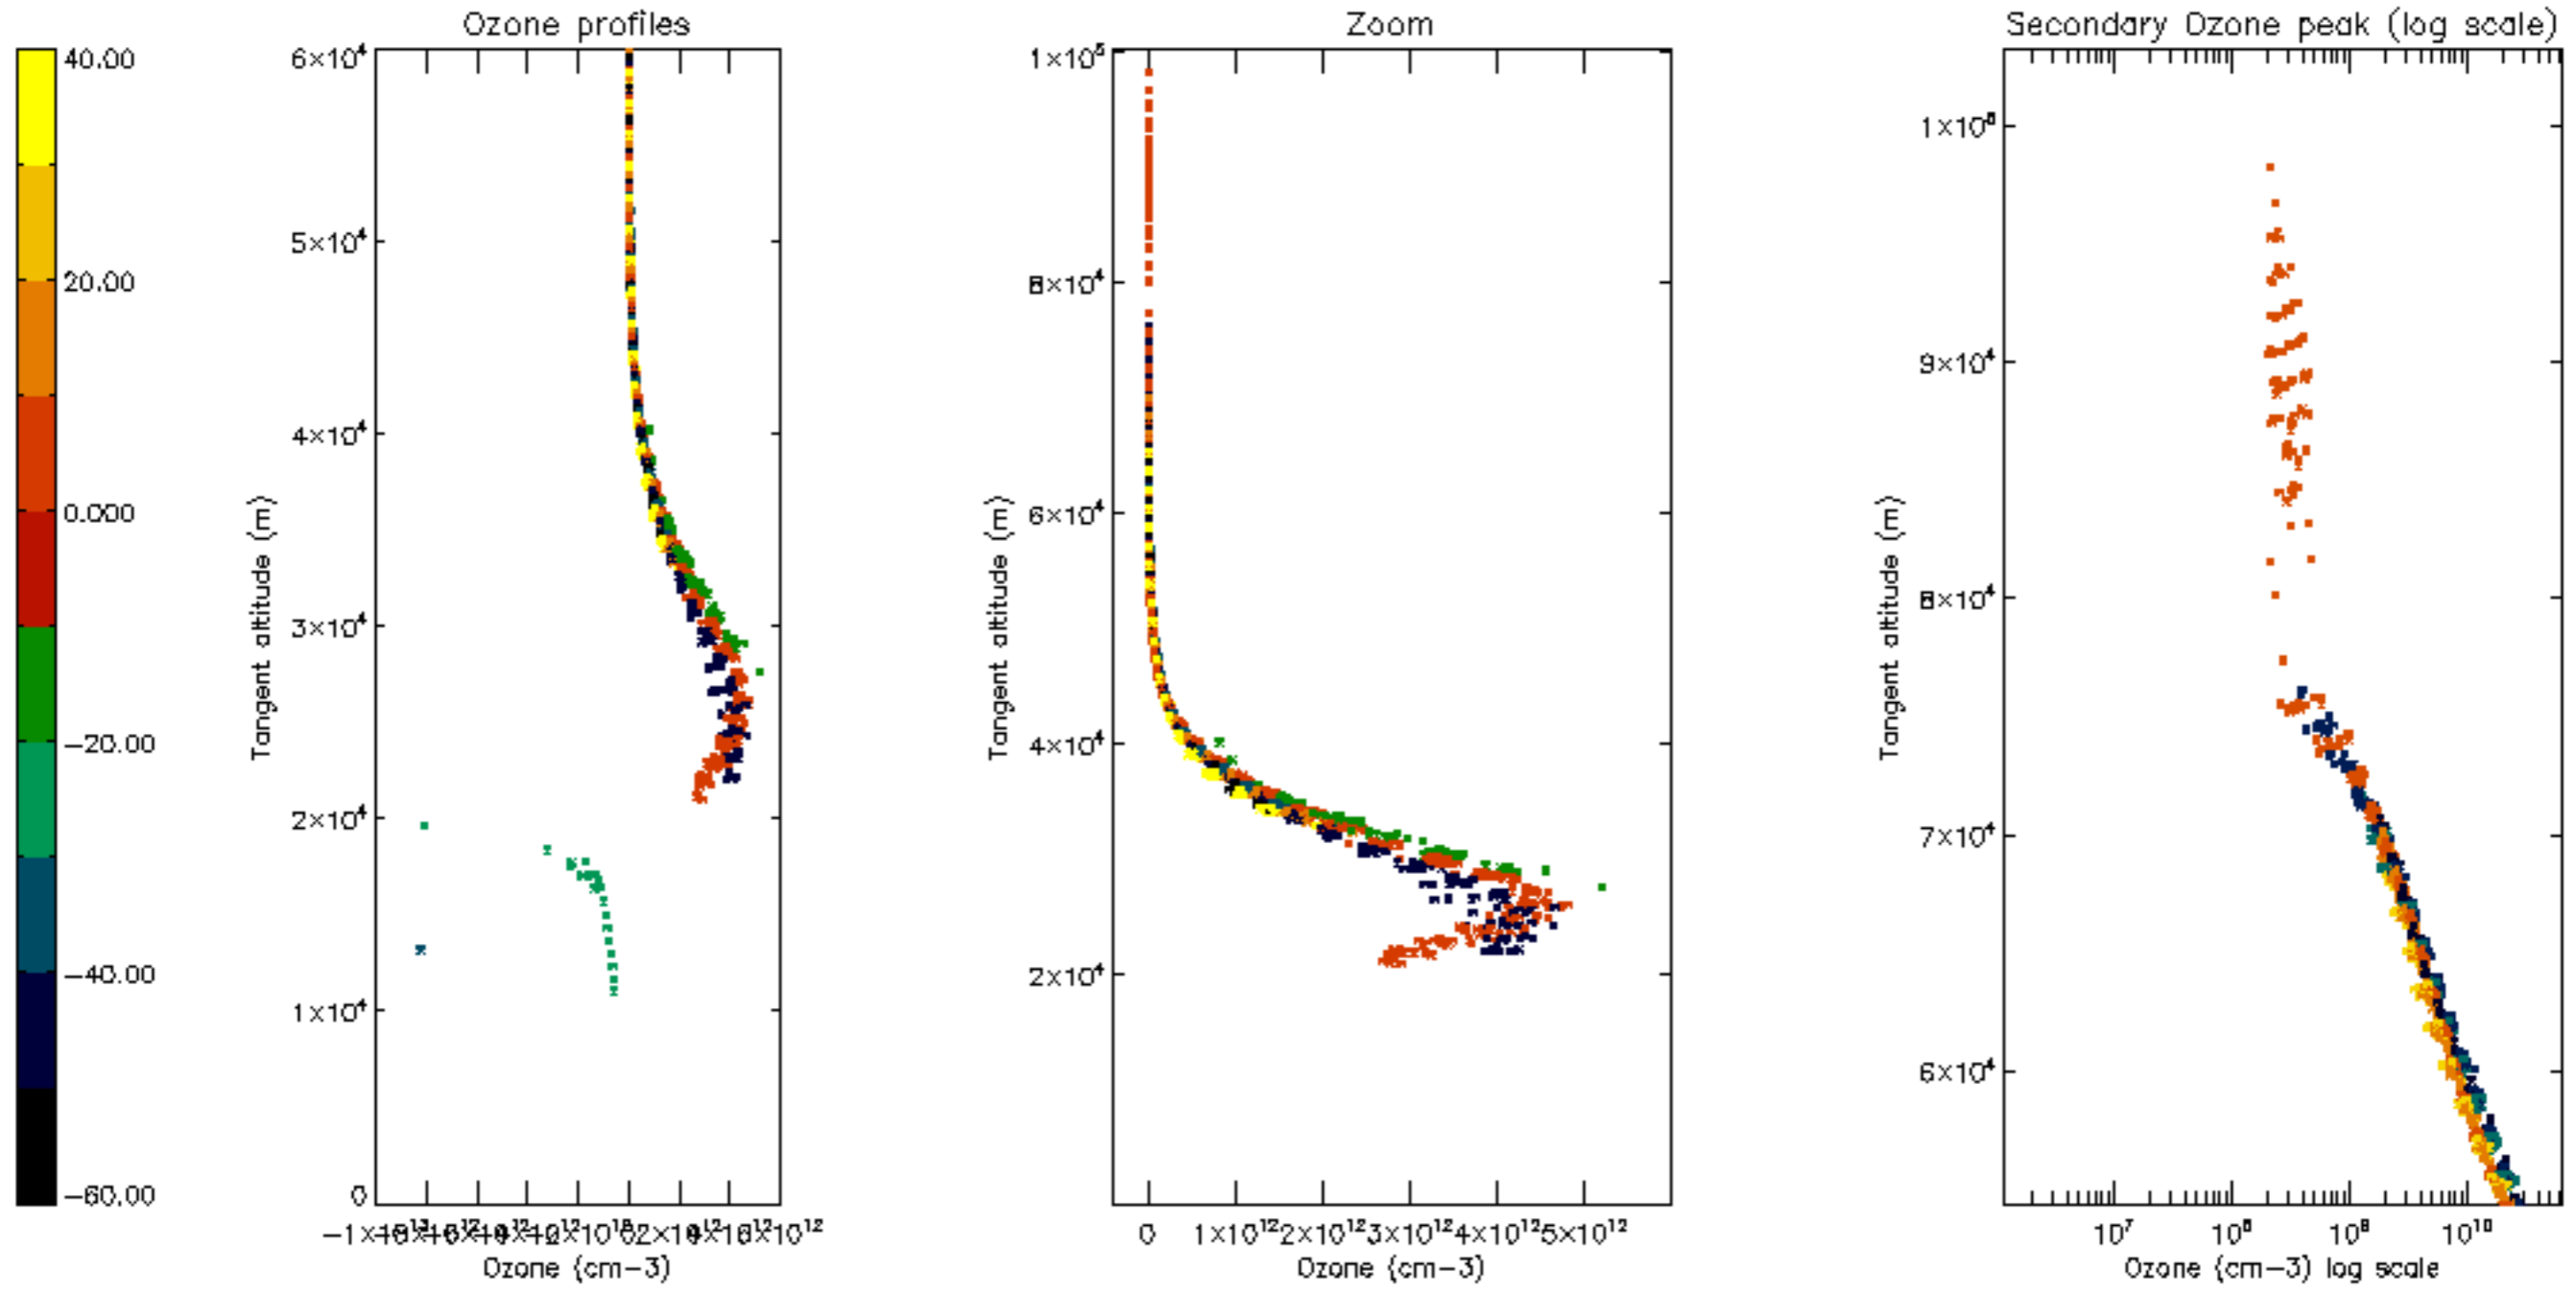 Ozone profiles
Zoom
Secondary Ozone peak (log scale)
40.00
20.00
0.000
−20.00
−40.00
−60.00
6×10⁴
5×10⁴
4×10⁴
3×10⁴
2×10⁴
1×10⁴
0
Tangent altitude (m)
Ozone (cm−3)
1×10⁵
8×10⁴
6×10⁴
4×10⁴
2×10⁴
Tangent altitude (m)
0 1×10¹² 2×10¹² 3×10¹² 4×10¹² 5×10¹²
Ozone (cm−3)
1×10⁵
9×10⁴
8×10⁴
7×10⁴
6×10⁴
Tangent altitude (m)
10⁷ 10⁸ 10⁹ 10¹⁰
Ozone (cm−3) log scale